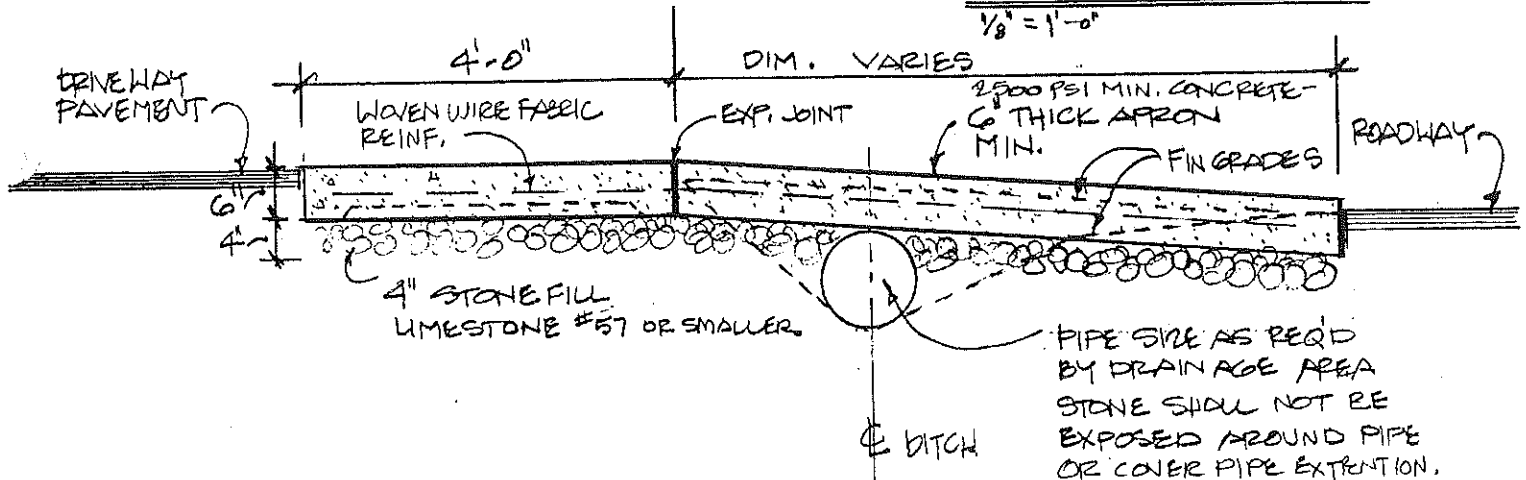 1/8" = 1'-0"
4'-0"
DIM. VARIES
DRIVEWAY
PAVEMENT
WOVEN WIRE FABRIC
REINF.
EXP. JOINT
2500 PSI MIN. CONCRETE-
6" THICK APRON
MIN.
FIN GRADES
ROADWAY
6"
4"
4" STONE FILL
LIMESTONE #57 OR SMALLER.
PIPE SIZE AS REQ'D
BY DRAINAGE AREA
STONE SHALL NOT BE
EXPOSED AROUND PIPE
OR COVER PIPE EXTENTION.
℄ DITCH